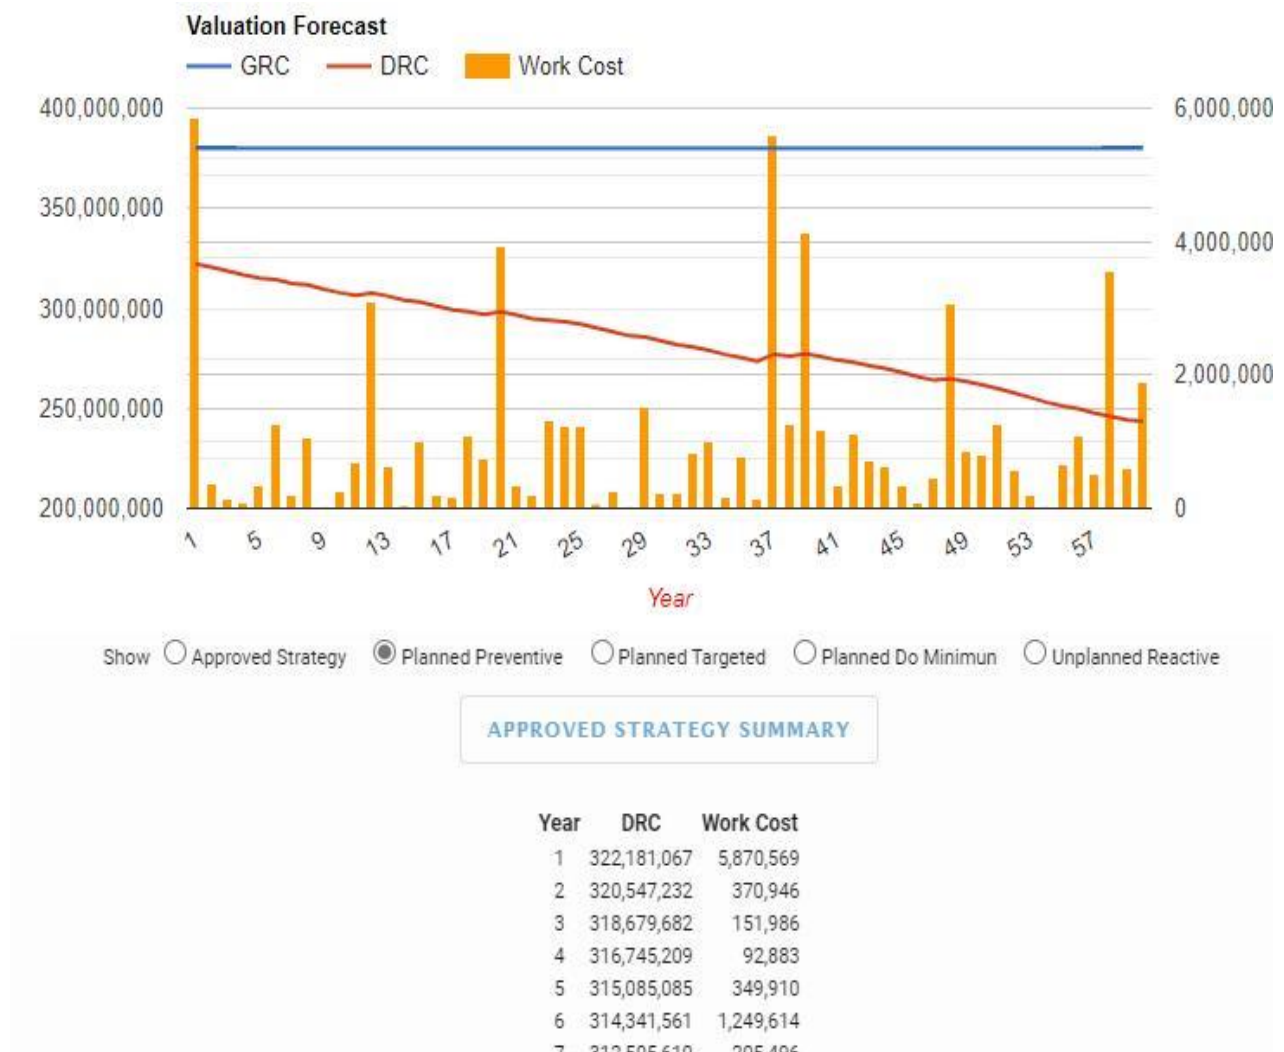 Valuation Forecast
GRC DRC Work Cost
400,000,000 6,000,000
350,000,000
4,000,000
300,000,000
2,000,000
250,000,000
200,000,000 0
1 5 9 13 17 21 25 29 33 37 41 45 49 53 57
Year
Show Approved Strategy Planned Preventive Planned Targeted Planned Do Minimun Unplanned Reactive
APPROVED STRATEGY SUMMARY
Year DRC Work Cost
1 322,181,067 5,870,569
2 320,547,232 370,946
3 318,679,682 151,986
4 316,745,209 92,883
5 315,085,085 349,910
6 314,341,561 1,249,614